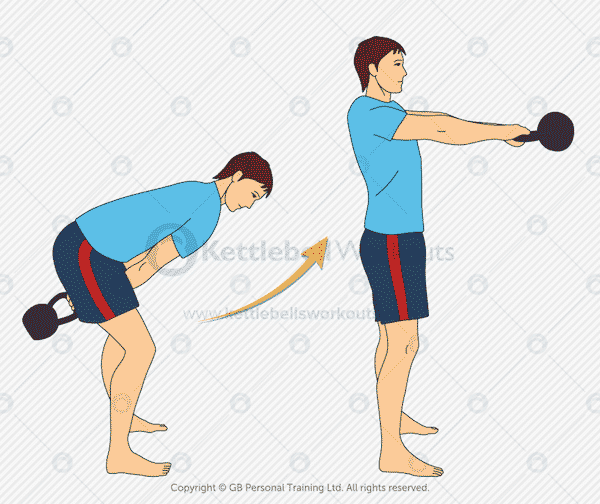 Kettlebell Workouts
www.kettlebellsworkouts
Copyright © GB Personal Training Ltd. All rights reserved.